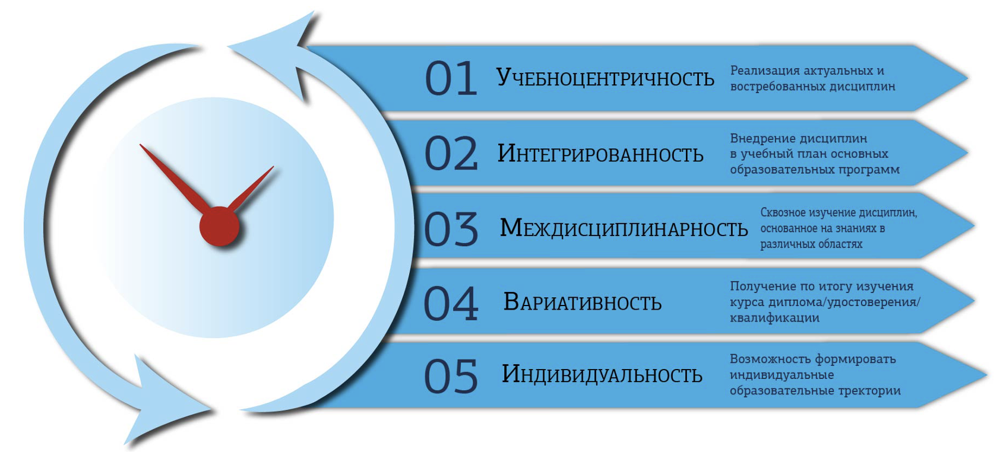 01 Учебноцентричность
Реализация актуальных и
востребованных дисциплин
02 Интегрированность
Внедрение дисциплин
в учебный план основных
образовательных программ
03 Междисциплинарность
Сквозное изучение дисциплин,
основанное на знаниях в
различных областях
04 Вариативность
Получение по итогу изучения
курса диплома/удостоверения/
квалификации
05 Индивидуальность
Возможность формировать
индивидуальные
образовательные тректории